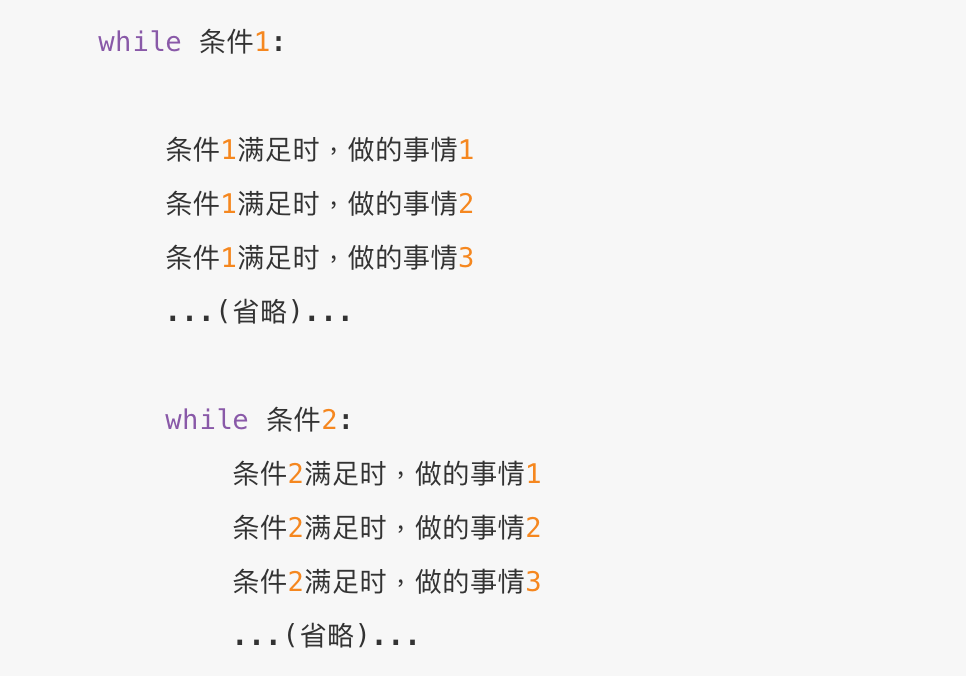 while 条件1:
条件1满足时，做的事情1
条件1满足时，做的事情2
条件1满足时，做的事情3
...(省略)...
while 条件2:
条件2满足时，做的事情1
条件2满足时，做的事情2
条件2满足时，做的事情3
...(省略)...